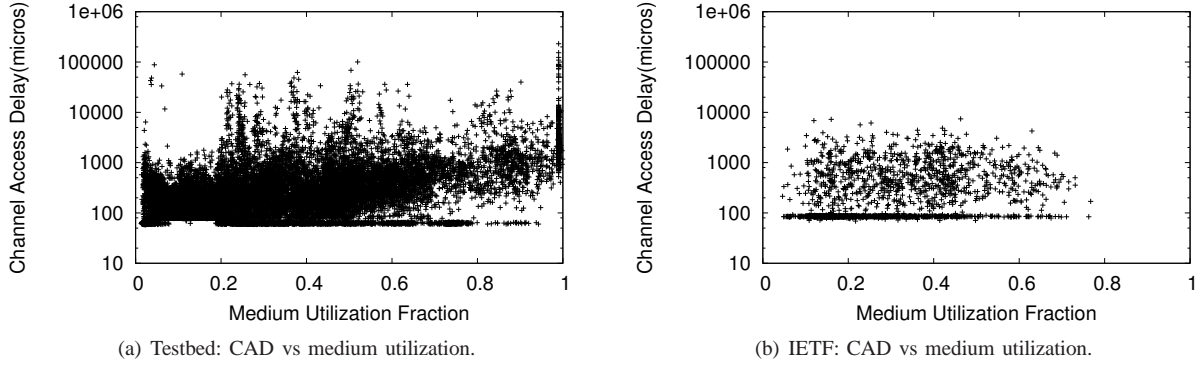 Channel Access Delay(micros)
1e+06
100000
10000
1000
100
10
0
0.2
0.4
0.6
0.8
1
Medium Utilization Fraction
(a) Testbed: CAD vs medium utilization.
Channel Access Delay(micros)
1e+06
100000
10000
1000
100
10
0
0.2
0.4
0.6
0.8
1
Medium Utilization Fraction
(b) IETF: CAD vs medium utilization.